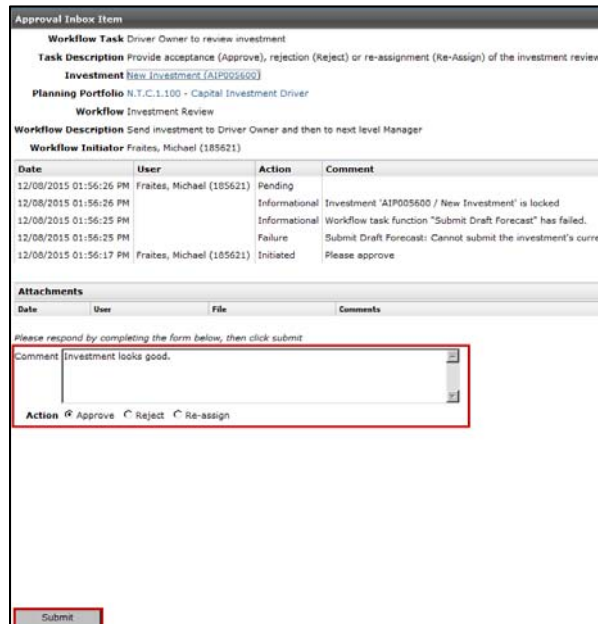 Approval Inbox Item
Workflow Task Driver Owner to review investment
Task Description Provide acceptance (Approve), rejection (Reject) or re-assignment (Re-Assign) of the investment review
Investment New Investment (AIP005600)
Planning Portfolio N.T.C.1.100 - Capital Investment Driver
Workflow Investment Review
Workflow Description Send investment to Driver Owner and then to next level Manager
Workflow Initiator Fraites, Michael (185621)
Date User Action Comment
12/08/2015 01:56:26 PM Fraites, Michael (185621) Pending
12/08/2015 01:56:26 PM Informational Investment 'AIP005600 / New Investment' is locked
12/08/2015 01:56:25 PM Informational Workflow task function "Submit Draft Forecast" has failed.
12/08/2015 01:56:25 PM Failure Submit Draft Forecast: Cannot submit the investment's curre
12/08/2015 01:56:17 PM Fraites, Michael (185621) Initiated Please approve
Attachments
Date User File Comments
Please respond by completing the form below, then click submit
Comment Investment looks good.
Action Approve Reject Re-assign
Submit